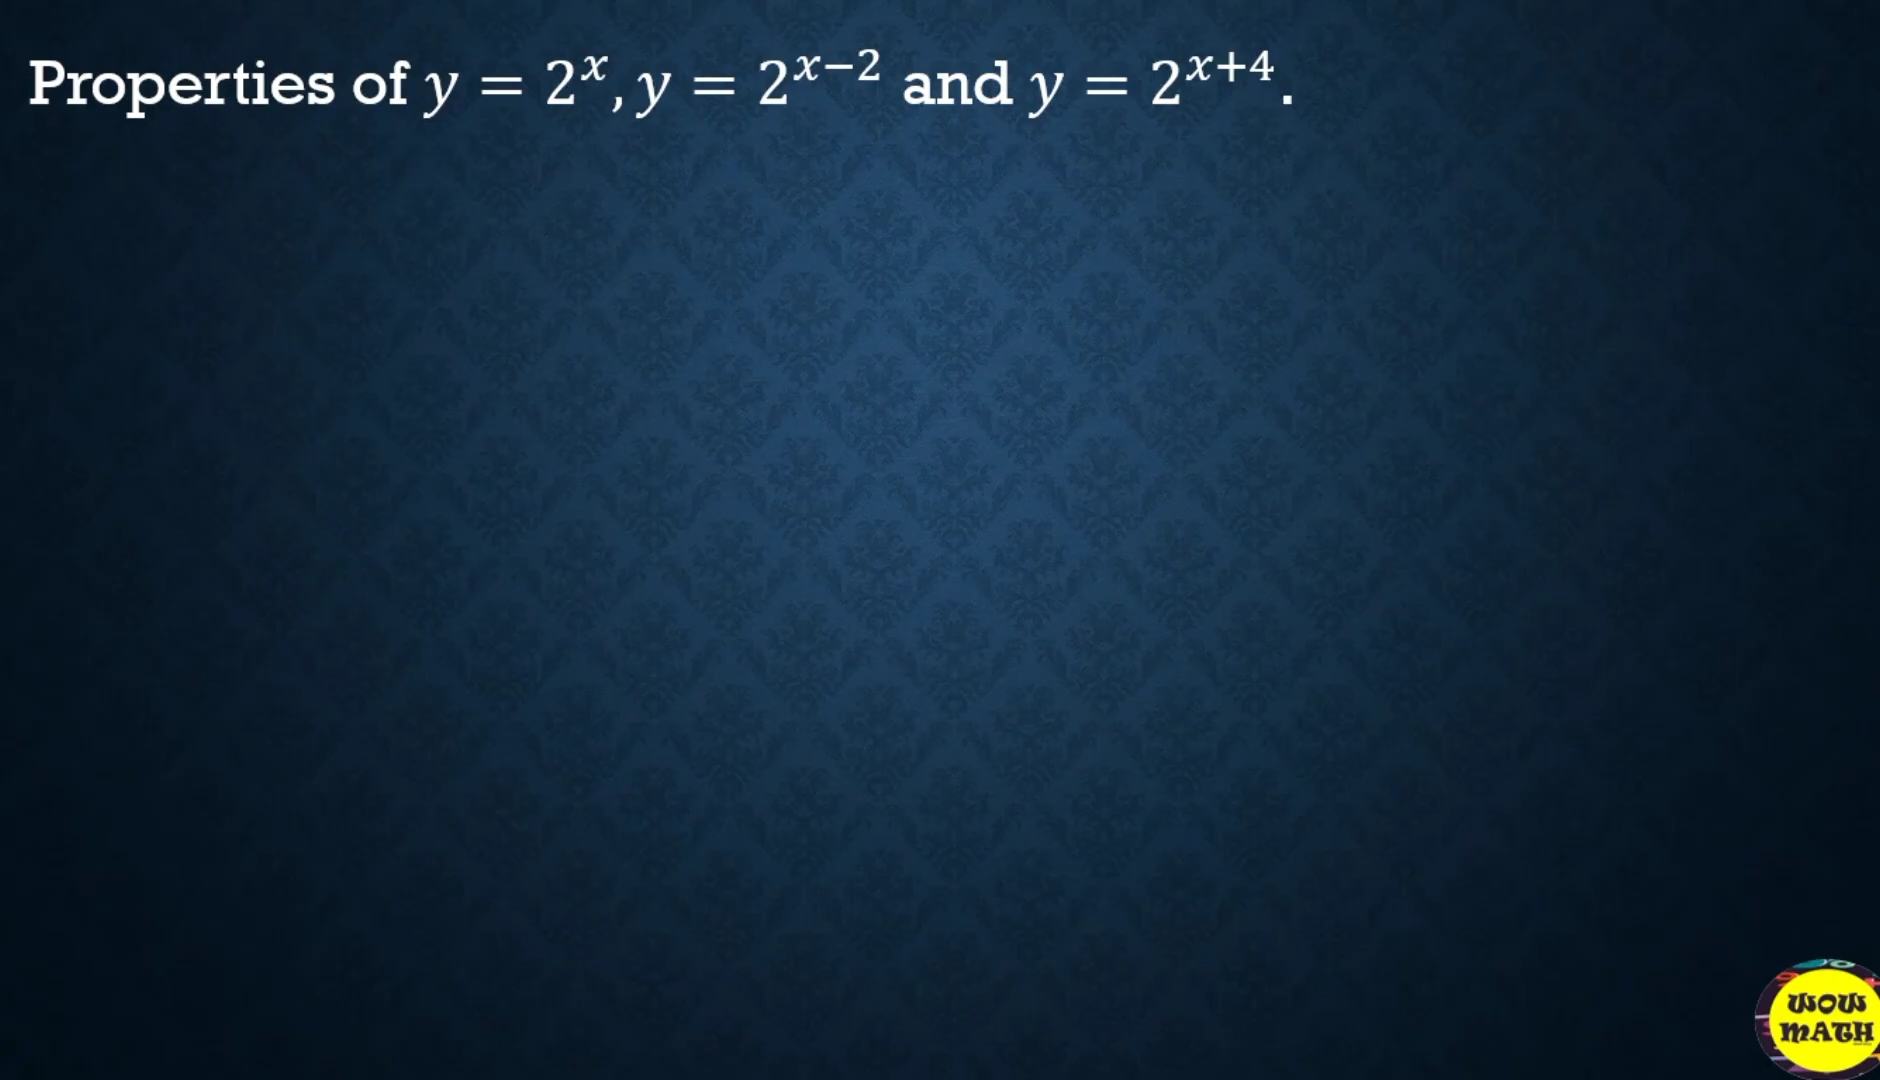 Properties of y = 2^x, y = 2^{x−2} and y = 2^{x+4}.
WOW
MATH